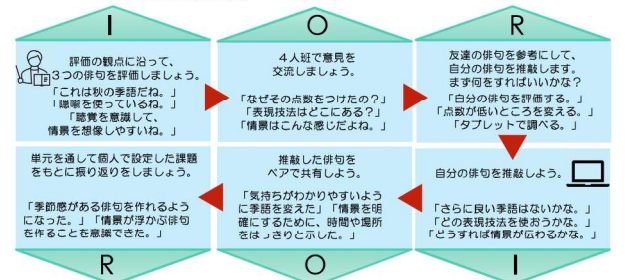 I
O
R
評価の観点に沿って、
3つの俳句を評価しましょう。
「これは秋の季語だね。」
「隠喩を使っているね。」
「聴覚を意識して、
情景を想像しやすいね。」
4人班で意見を
交流しましょう。
「なぜその点数をつけたの?」
「表現技法はどこにある?」
「情景はこんな感じだよね。」
友達の俳句を参考にして、
自分の俳句を推敲します。
まず何をすればいいかな?
「自分の俳句を評価する。」
「点数が低いところを変える。」
「タブレットで調べる。」
単元を通して個人で設定した課題
をもとに振り返りをしましょう。
「季節感がある俳句を作れるよう
になった。」「情景が浮かぶ俳句
を作ることを意識できた。」
推敲した俳句を
ペアで共有しよう。
「気持ちがわかりやすいよう
に季語を変えた」「情景を明
確にするために、時間や場所
をはっきりと示した。」
自分の俳句を推敲しよう。
「さらに良い季語はないかな。」
「どの表現技法を使おうかな。」
「どうすれば情景が伝わるかな。」
R
O
I